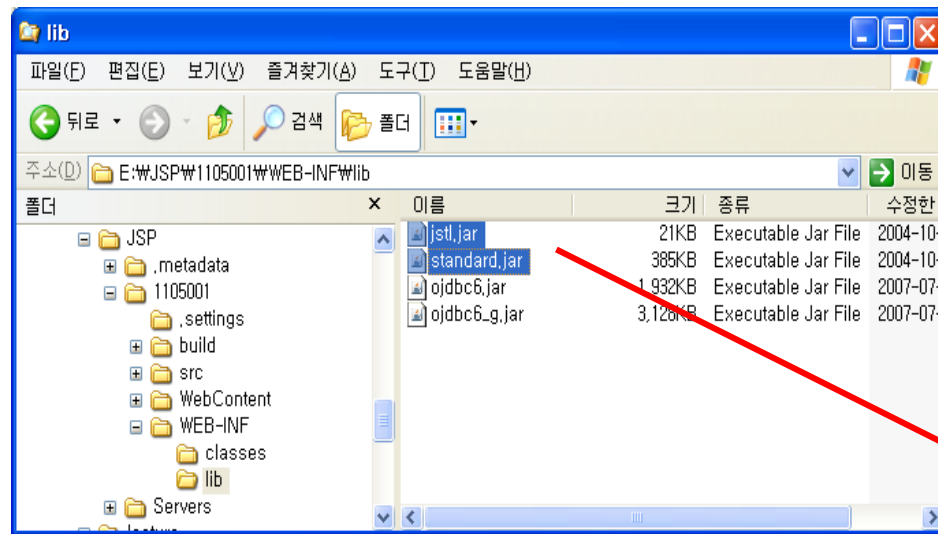 lib
파일(F) 편집(E) 보기(V) 즐겨찾기(A) 도구(T) 도움말(H)
뒤로 검색 폴더
주소(D) E:₩JSP₩1105001₩WEB-INF₩lib 이동
폴더 × 이름 크기 종류 수정한
JSP
.metadata
1105001
.settings
build
src
WebContent
WEB-INF
classes
lib
Servers
jstl.jar 21KB Executable Jar File 2004-10-
standard.jar 385KB Executable Jar File 2004-10-
ojdbc6.jar 1,932KB Executable Jar File 2007-07-
ojdbc6_g.jar 3,128KB Executable Jar File 2007-07-